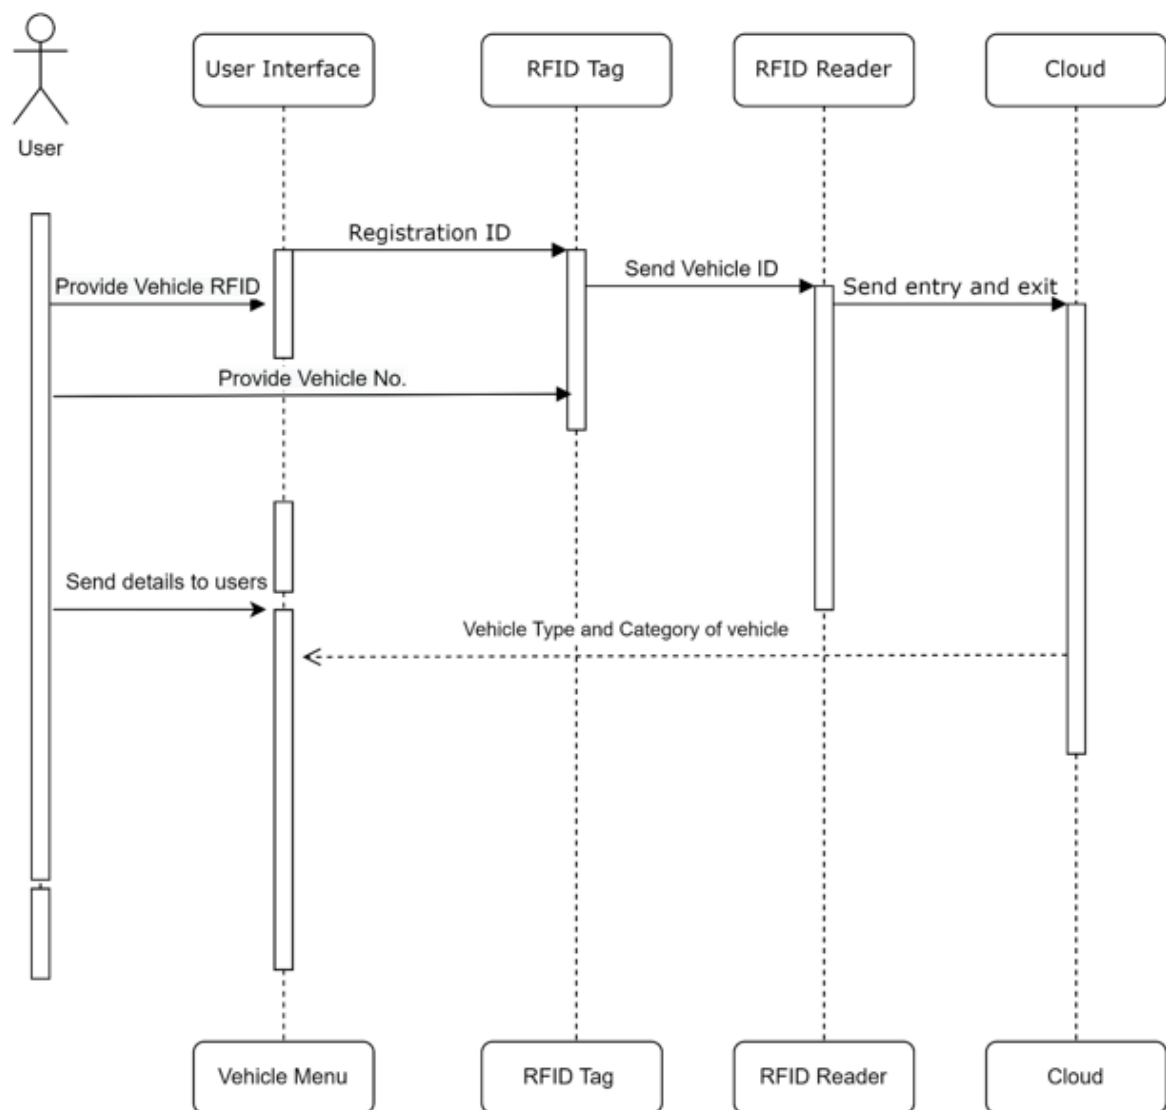 User Interface
RFID Tag
RFID Reader
Cloud
User
Registration ID
Send Vehicle ID
Provide Vehicle RFID
Send entry and exit
Provide Vehicle No.
Send details to users
Vehicle Type and Category of vehicle
Vehicle Menu
RFID Tag
RFID Reader
Cloud